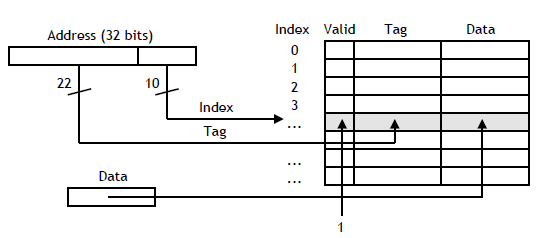 Address (32 bits)
Index Valid Tag Data
0
1
2
3
...
...
...
22
10
Index
Tag
Data
1